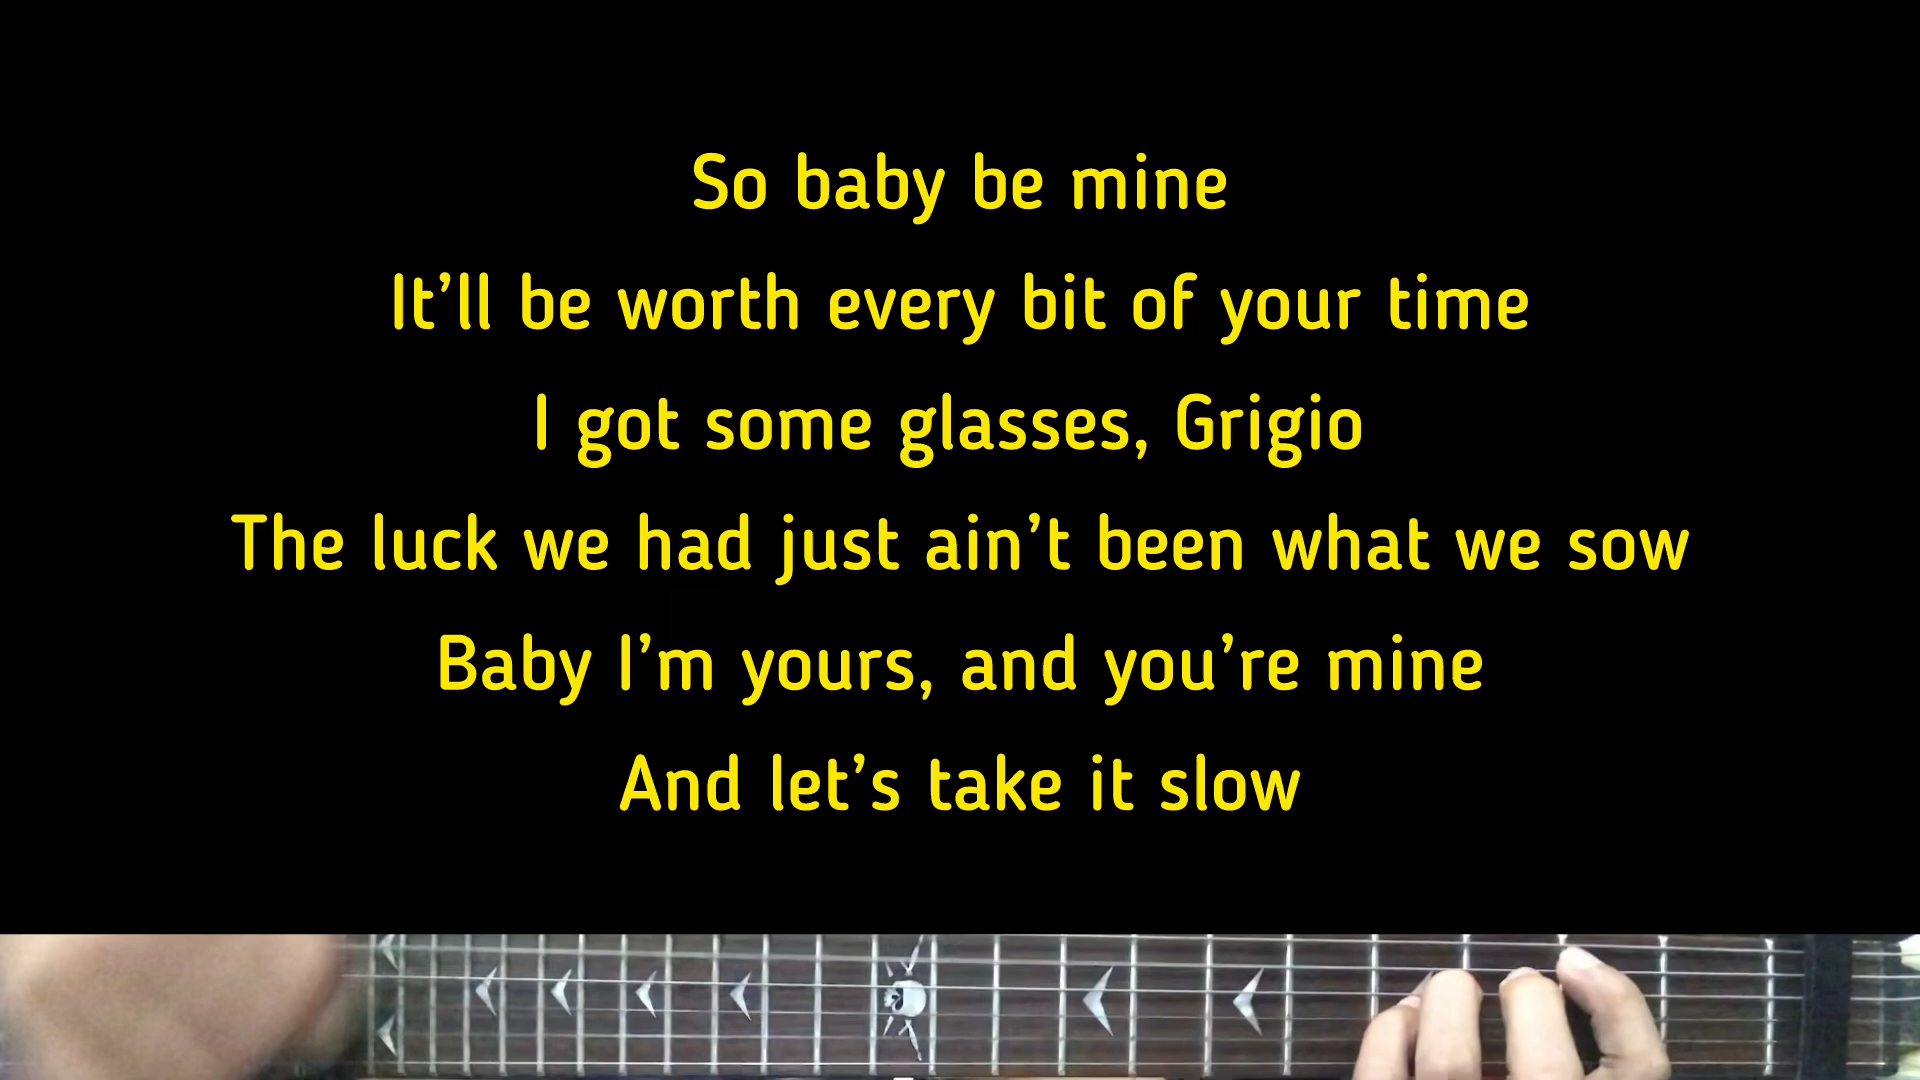 So baby be mine
It’ll be worth every bit of your time
I got some glasses, Grigio
The luck we had just ain’t been what we sow
Baby I’m yours, and you’re mine
And let’s take it slow